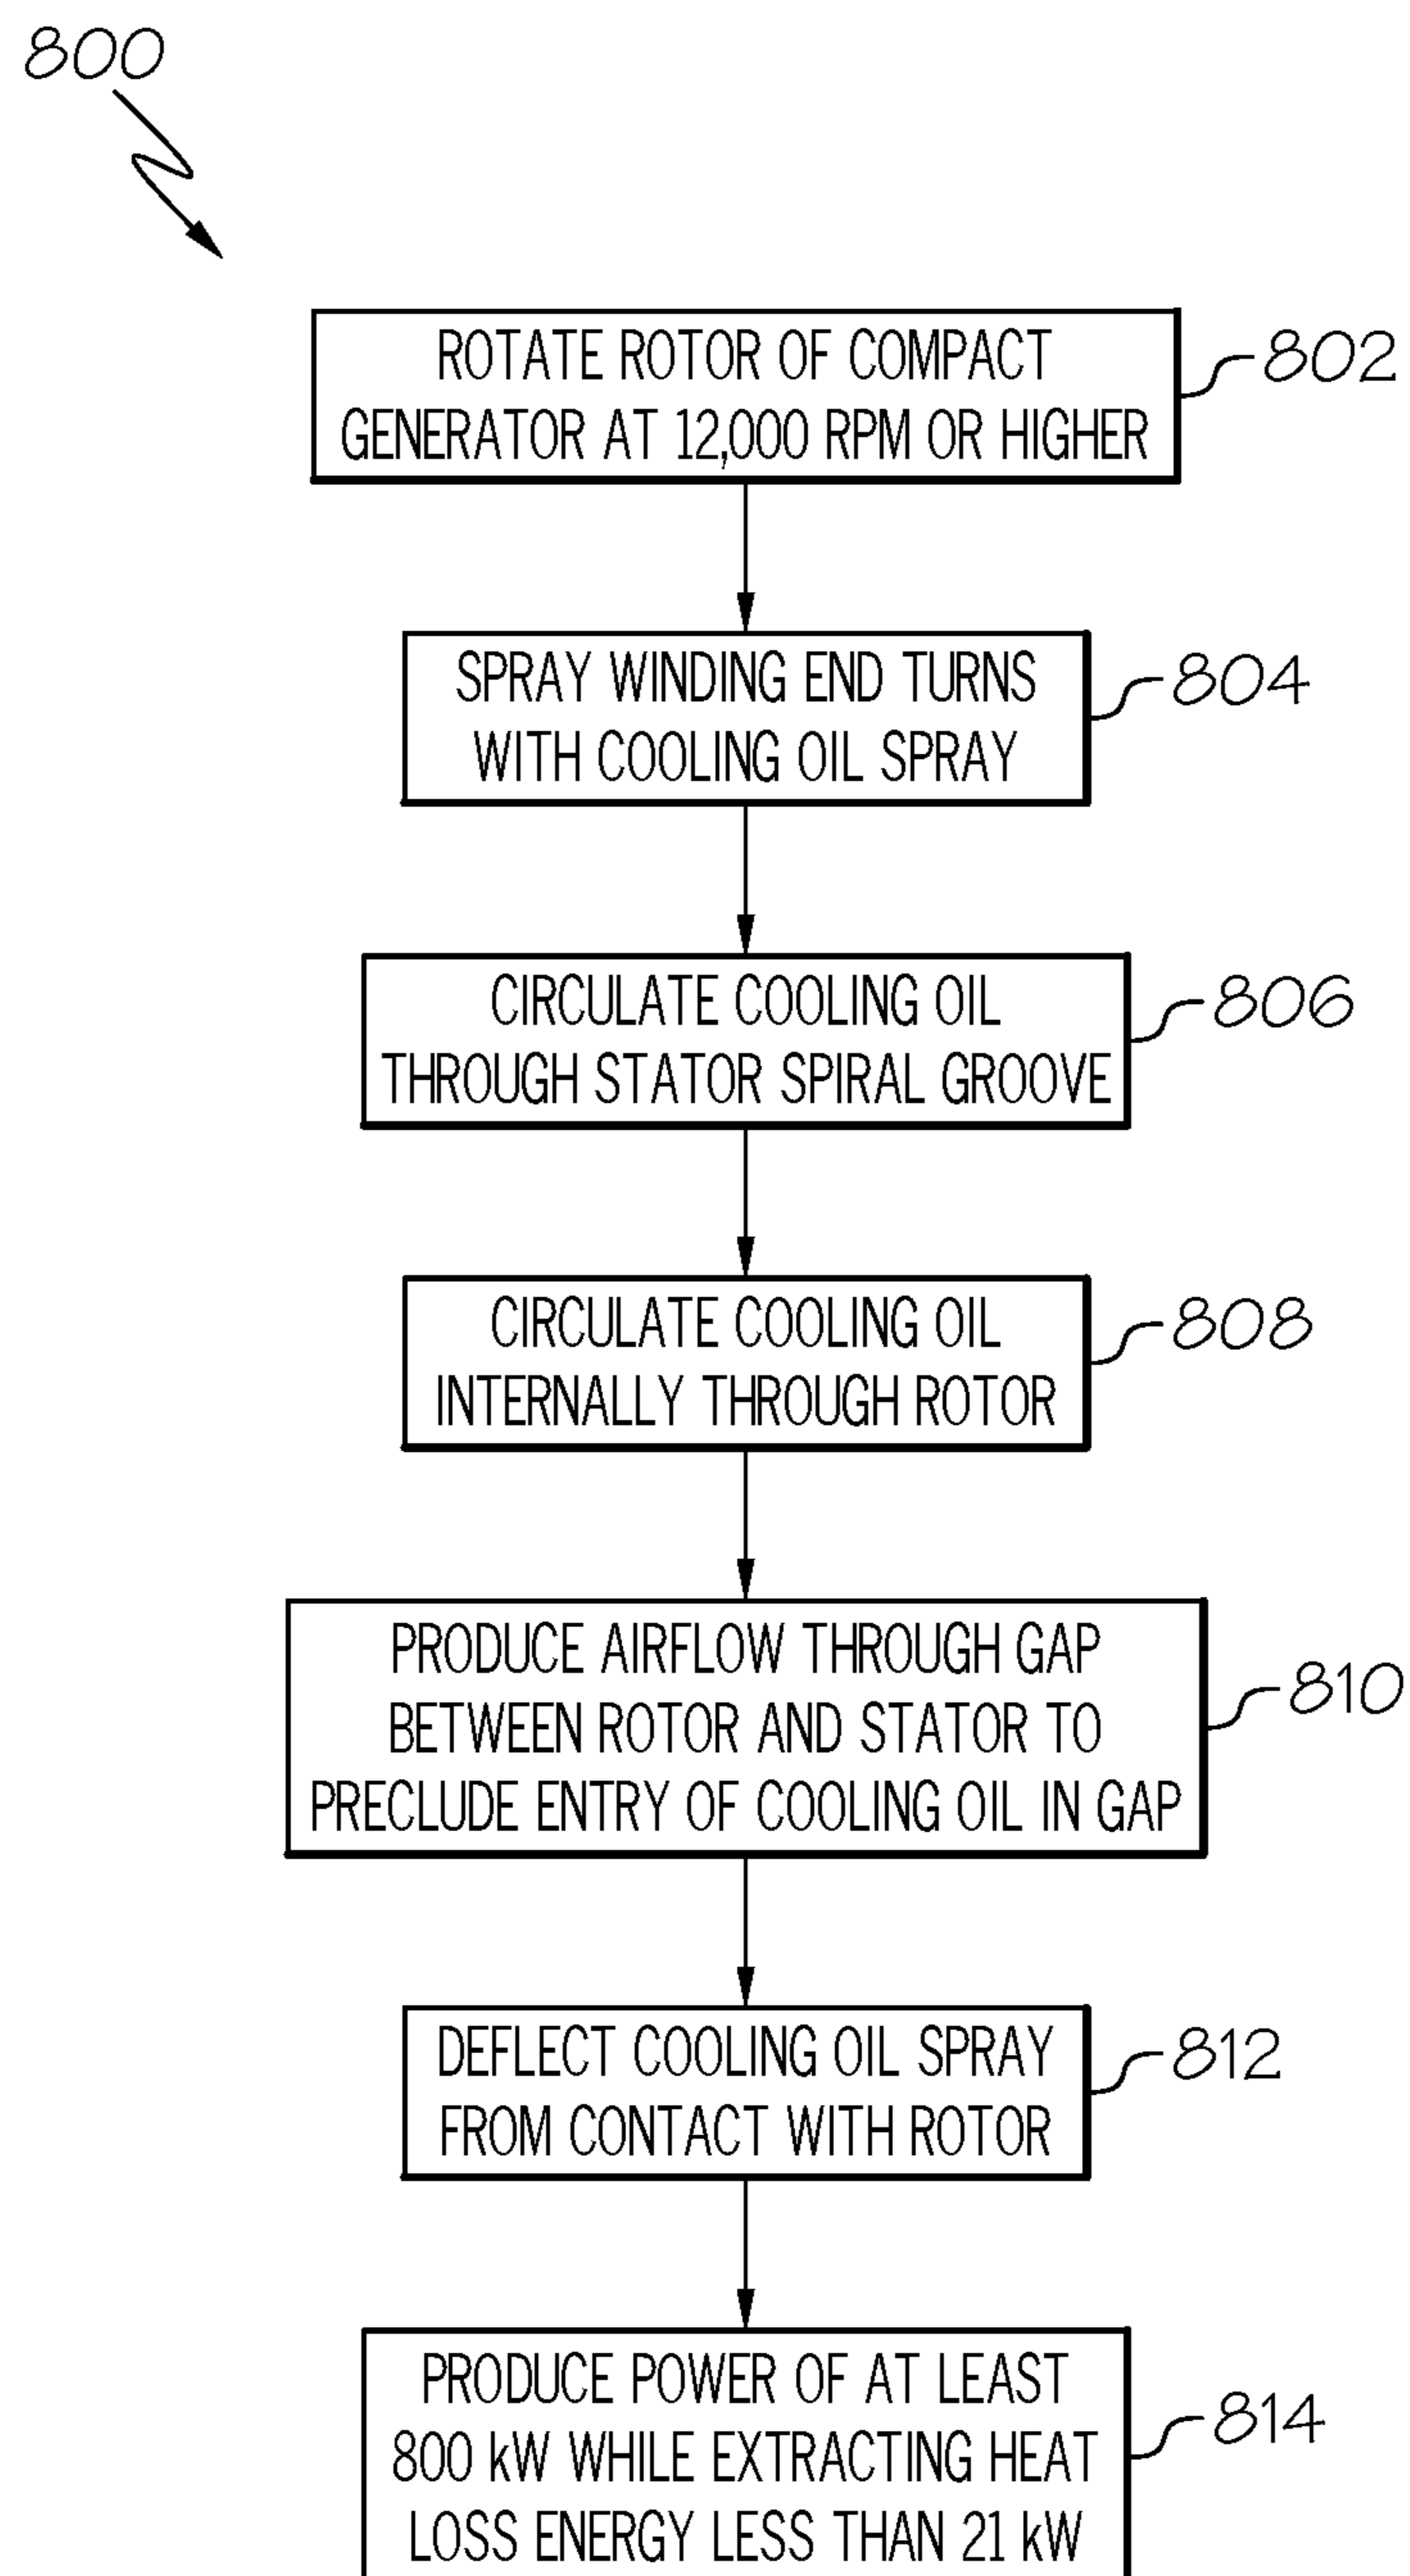 800
ROTATE ROTOR OF COMPACT
GENERATOR AT 12,000 RPM OR HIGHER
802
SPRAY WINDING END TURNS
WITH COOLING OIL SPRAY
804
CIRCULATE COOLING OIL
THROUGH STATOR SPIRAL GROOVE
806
CIRCULATE COOLING OIL
INTERNALLY THROUGH ROTOR
808
PRODUCE AIRFLOW THROUGH GAP
BETWEEN ROTOR AND STATOR TO
PRECLUDE ENTRY OF COOLING OIL IN GAP
810
DEFLECT COOLING OIL SPRAY
FROM CONTACT WITH ROTOR
812
PRODUCE POWER OF AT LEAST
800 kW WHILE EXTRACTING HEAT
LOSS ENERGY LESS THAN 21 kW
814